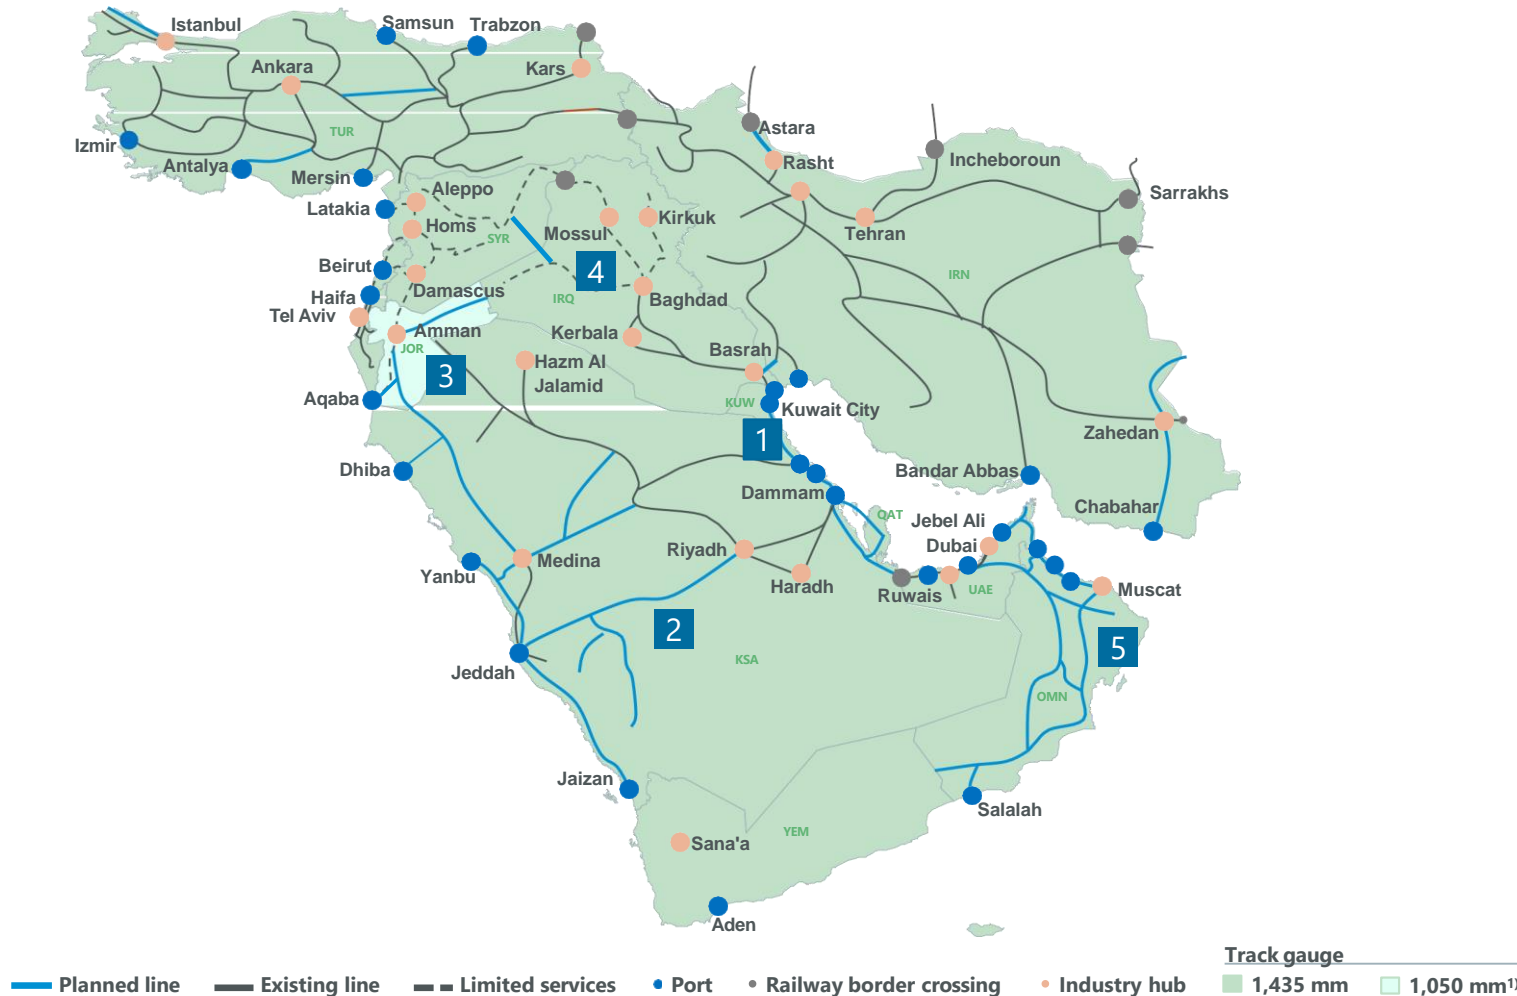 Istanbul
Samsun
Trabzon
Ankara
Kars
TUR
Astara
Izmir
Antalya
Mersin
Rasht
Incheboroun
Sarrakhs
Aleppo
Latakia
Homs
SYR
Mossul
Kirkuk
Tehran
IRN
Beirut
4
Damascus
Haifa
IRQ
Baghdad
Tel Aviv
Amman
Kerbala
JOR
Basrah
3
Hazm Al
Jalamid
Aqaba
KUW
Kuwait City
1
Zahedan
Dhiba
Bandar Abbas
Dammam
Chabahar
QAT
Jebel Ali
Dubai
Riyadh
Medina
Yanbu
Haradh
Ruwais
UAE
Muscat
2
5
Jeddah
KSA
OMN
Jaizan
Salalah
YEM
Sana'a
Aden
Track gauge
Planned line
Existing line
Limited services
Port
Railway border crossing
Industry hub
1,435 mm
1,050 mm¹⁾